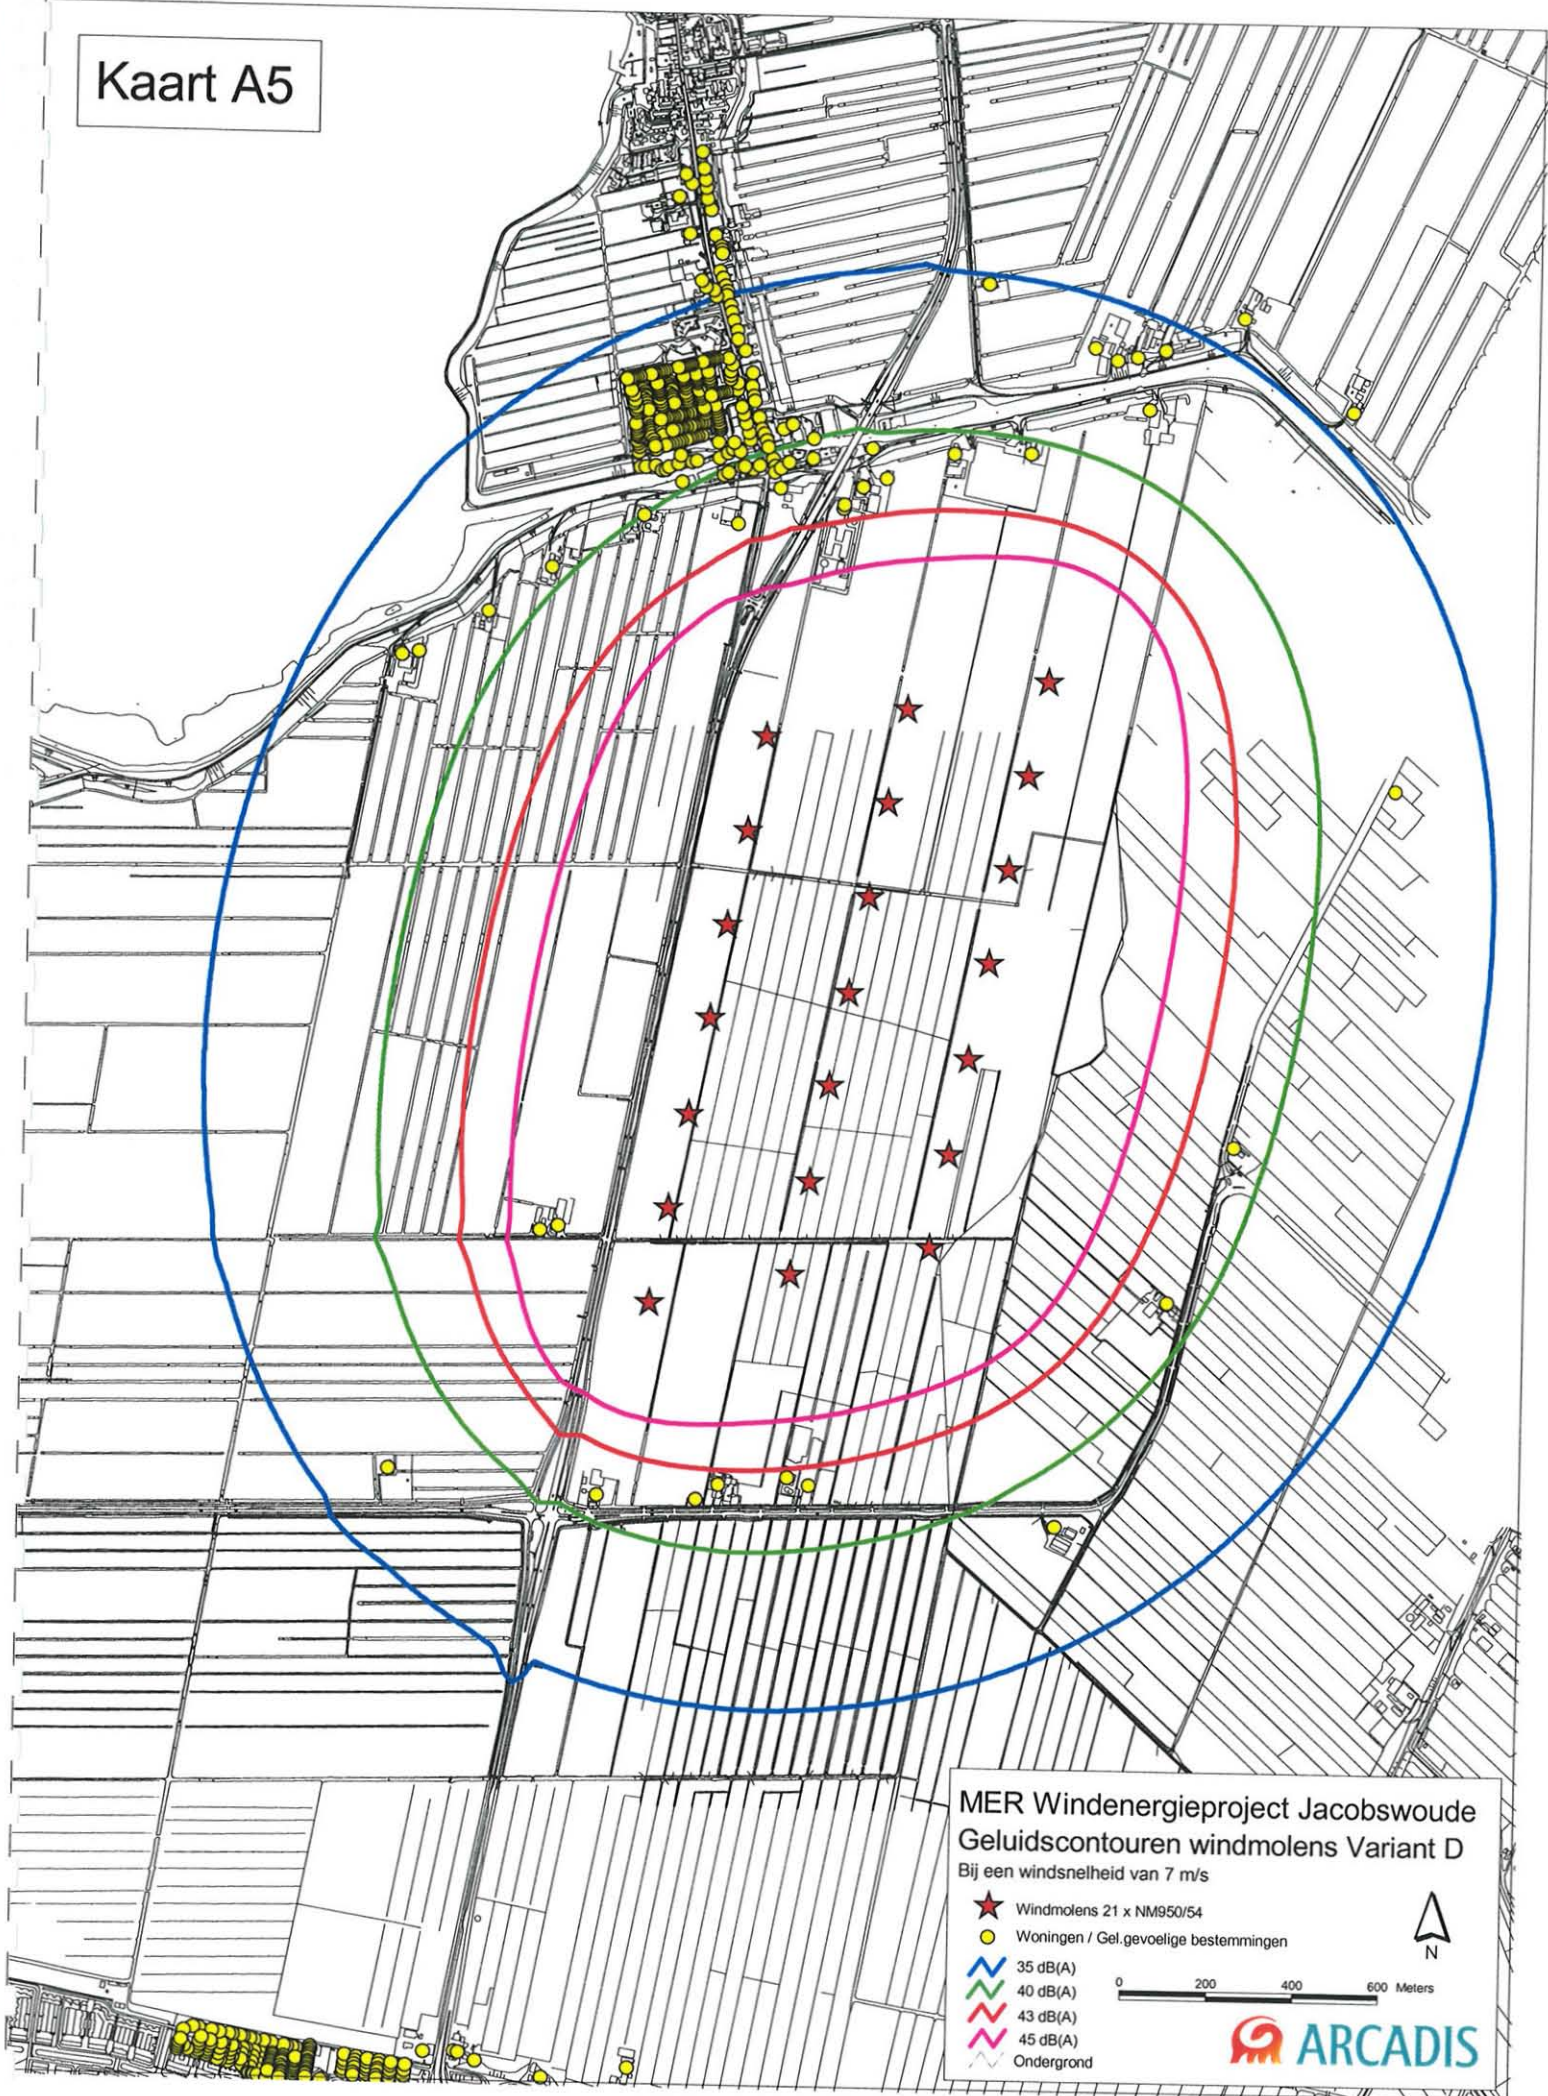 Kaart A5
MER Windenergieproject Jacobswoude
Geluidscontouren windmolens Variant D
Bij een windsnelheid van 7 m/s
Windmolens 21 x NM950/54
Woningen / Gel.gevoelige bestemmingen
35 dB(A)
40 dB(A)
43 dB(A)
45 dB(A)
Ondergrond
N
0 200 400 600 Meters
ARCADIS